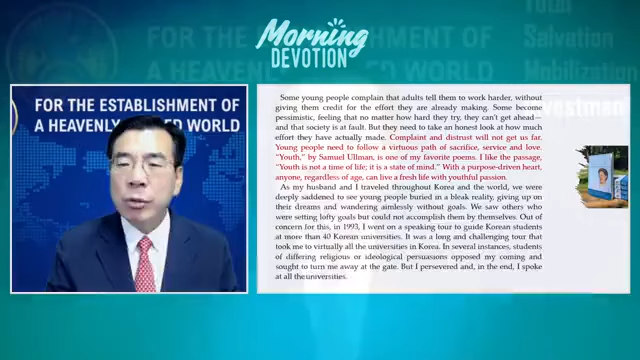 Morning
DEVOTION
FOR THE ESTABLISHMENT OF
A HEAVENLY
Total
Salvation
FOR THE ESTABLISHMENT OF
A HEAVENLY
ED WORLD
Some young people complain that adults tell them to work harder, without
giving them credit for the effort they are already making. Some become
pessimistic, feeling that no matter how hard they try, they can't get ahead—
and that society is at fault. But they need to take an honest look at how much
effort they have actually made. Complaint and distrust will not get us far.
Young people need to follow a virtuous path of sacrifice, service and love.
"Youth," by Samuel Ullman, is one of my favorite poems. I like the passage,
"Youth is not a time of life; it is a state of mind." With a purpose-driven heart,
anyone, regardless of age, can live a fresh life with youthful passion.
As my husband and I traveled throughout Korea and the world, we were
deeply saddened to see young people buried in a bleak reality, giving up on
their dreams and wandering aimlessly without goals. We saw others who
were setting lofty goals but could not accomplish them by themselves. Out of
concern for this, in 1993, I went on a speaking tour to guide Korean students
at more than 40 Korean universities. It was a long and challenging tour that
took me to virtually all the universities in Korea. In several instances, students
of differing religious or ideological persuasions opposed my coming and
sought to turn me away at the gate. But I persevered and, in the end, I spoke
at all the universities.